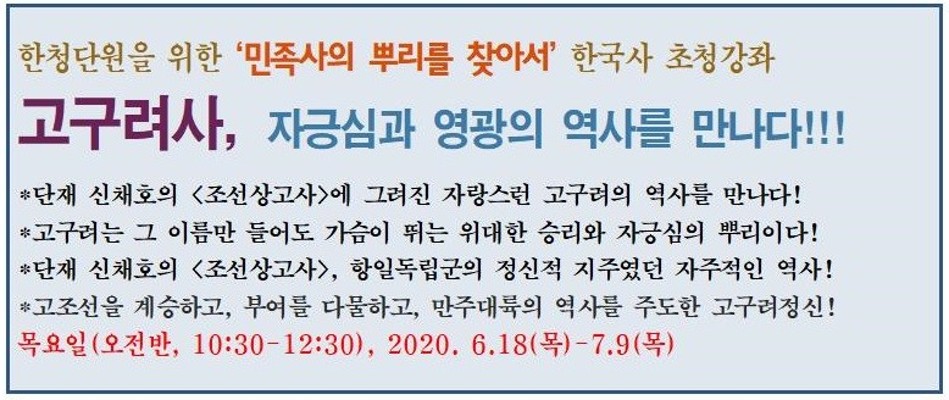 한청단원을 위한 '민족사의 뿌리를 찾아서' 한국사 초청강좌
고구려사, 자긍심과 영광의 역사를 만나다!!!
*단재 신채호의 <조선상고사>에 그려진 자랑스런 고구려의 역사를 만나다!
*고구려는 그 이름만 들어도 가슴이 뛰는 위대한 승리와 자긍심의 뿌리이다!
*단재 신채호의 <조선상고사>, 항일독립군의 정신적 지주였던 자주적인 역사!
*고조선을 계승하고, 부여를 다물하고, 만주대륙의 역사를 주도한 고구려정신!
목요일(오전반, 10:30-12:30), 2020. 6.18(목)-7.9(목)